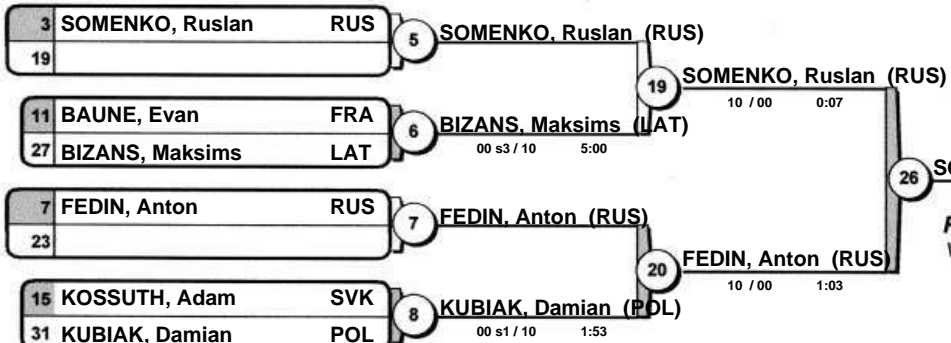 3 SOMENKO, Ruslan RUS
19
5
SOMENKO, Ruslan (RUS)
11 BAUNE, Evan FRA
27 BIZANS, Maksims LAT
6
BIZANS, Maksims (LAT)
00 s3 / 10 5:00
19
SOMENKO, Ruslan (RUS)
10 / 00 0:07
7 FEDIN, Anton RUS
23
7
FEDIN, Anton (RUS)
15 KOSSUTH, Adam SVK
31 KUBIAK, Damian POL
8
KUBIAK, Damian (POL)
00 s1 / 10 1:53
20
FEDIN, Anton (RUS)
10 / 00 1:03
26